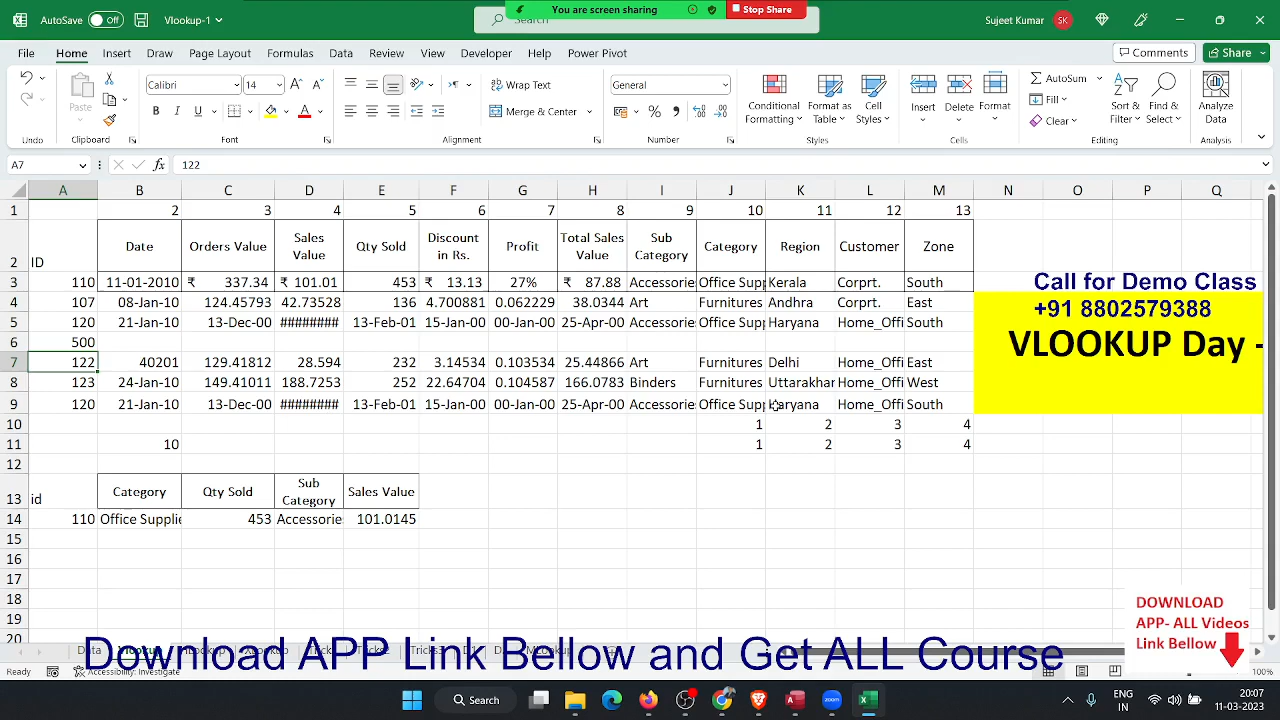 AutoSave Off
Vlookup-1
You are screen sharing
Stop Share
Search
Sujeet Kumar
SK
File Home Insert Draw Page Layout Formulas Data Review View Developer Help Power Pivot
Comments Share
Calibri 14
Wrap Text
General
AutoSum
Paste
B I U
A A
Merge & Center
Conditional Formatting
Format as Table
Cell Styles
Insert Delete Format
Fill
Clear
Sort & Filter
Find & Select
Analyze Data
Undo Clipboard Font Alignment Number Styles Cells Editing Analysis
A7 fx 122
A B C D E F G H I J K L M N O P Q
1 2 3 4 5 6 7 8 9 10 11 12 13
2 ID Date Orders Value Sales Value Qty Sold Discount in Rs. Profit Total Sales Value Sub Category Category Region Customer Zone
3 110 11-01-2010 ₹ 337.34 ₹ 101.01 453 ₹ 13.13 27% ₹ 87.88 Accessorie Office Sup Kerala Corprt. South
4 107 08-Jan-10 124.45793 42.73528 136 4.700881 0.062229 38.0344 Art Furnitures Andhra Corprt. East
5 120 21-Jan-10 13-Dec-00 ######## 13-Feb-01 15-Jan-00 00-Jan-00 25-Apr-00 Accessorie Office Sup Haryana Home_Offi South
6 500
7 122 40201 129.41812 28.594 232 3.14534 0.103534 25.44866 Art Furnitures Delhi Home_Offi East
8 123 24-Jan-10 149.41011 188.7253 252 22.64704 0.104587 166.0783 Binders Furnitures Uttarakhar Home_Offi West
9 120 21-Jan-10 13-Dec-00 ######## 13-Feb-01 15-Jan-00 00-Jan-00 25-Apr-00 Accessorie Office Sup Haryana Home_Offi South
10 1 2 3 4
11 10 1 2 3 4
12
13 id Category Qty Sold Sub Category Sales Value
14 110 Office Supplie 453 Accessorie 101.0145
15
16
17
18
19
20
Call for Demo Class
+91 8802579388
VLOOKUP Day -
DOWNLOAD
APP- ALL Videos
Link Bellow
Data
Download APP Link Bellow and Get ALL Course
Ready Accessibility: Investigate 100%
Search
zoom
ENG
IN
20:07
11-03-2023